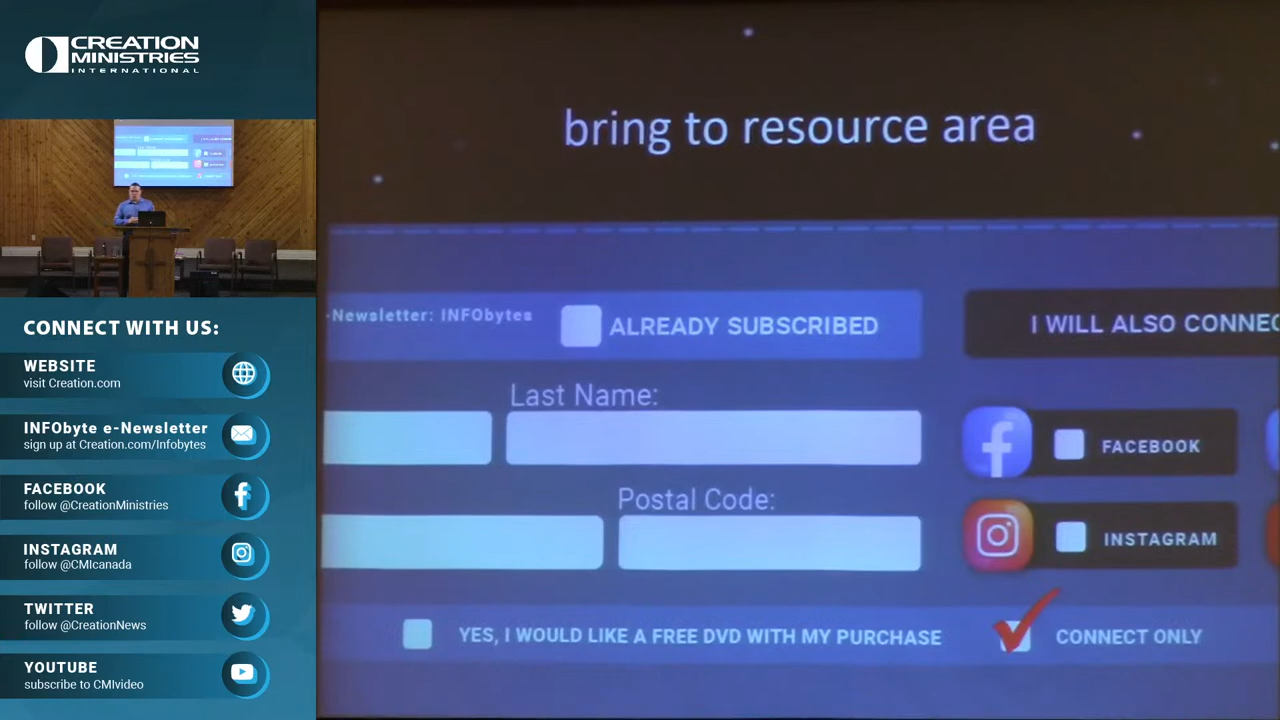 CREATION
MINISTRIES
INTERNATIONAL
CONNECT WITH US:
WEBSITE
visit Creation.com
INFObyte e-Newsletter
sign up at Creation.com/Infobytes
FACEBOOK
follow @CreationMinistries
INSTAGRAM
follow @CMIcanada
TWITTER
follow @CreationNews
YOUTUBE
subscribe to CMIvideo
bring to resource area
-Newsletter: INFObytes
ALREADY SUBSCRIBED
I WILL ALSO CONNEC
Last Name:
FACEBOOK
Postal Code:
INSTAGRAM
YES, I WOULD LIKE A FREE DVD WITH MY PURCHASE
CONNECT ONLY